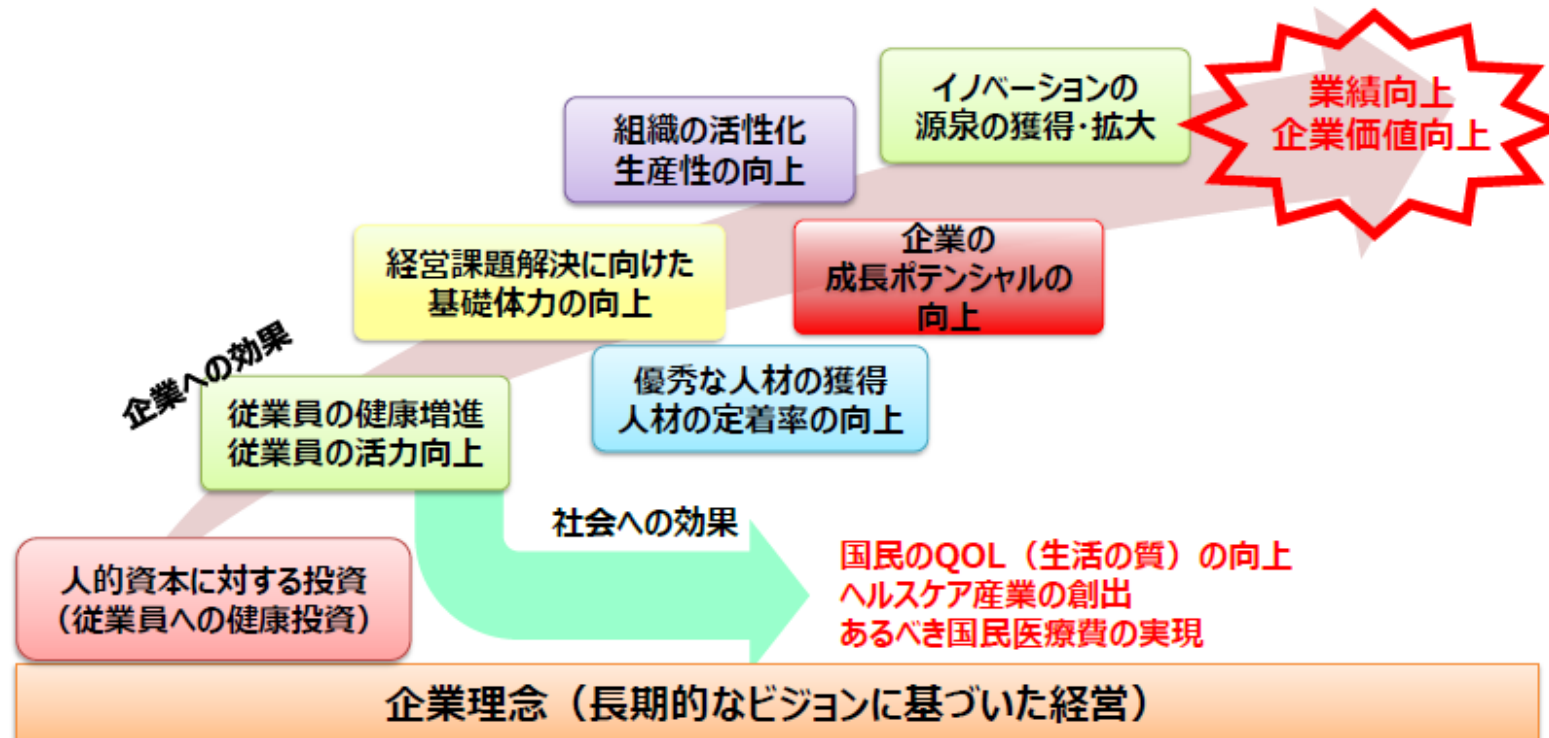 イノベーションの
源泉の獲得･拡大
業績向上
企業価値向上
組織の活性化
生産性の向上
経営課題解決に向けた
基礎体力の向上
企業の
成長ポテンシャルの
向上
企業への効果
従業員の健康増進
従業員の活力向上
優秀な人材の獲得
人材の定着率の向上
社会への効果
人的資本に対する投資
（従業員への健康投資）
国民のQOL（生活の質）の向上
ヘルスケア産業の創出
あるべき国民医療費の実現
企業理念（長期的なビジョンに基づいた経営）